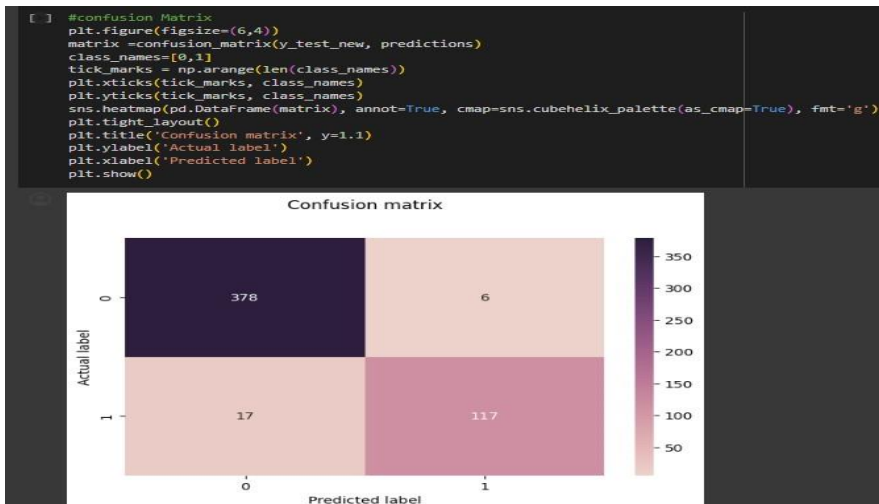 [ ] #confusion Matrix
plt.figure(figsize=(6,4))
matrix =confusion_matrix(y_test_new, predictions)
class_names=[0,1]
tick_marks = np.arange(len(class_names))
plt.xticks(tick_marks, class_names)
plt.yticks(tick_marks, class_names)
sns.heatmap(pd.DataFrame(matrix), annot=True, cmap=sns.cubehelix_palette(as_cmap=True), fmt='g')
plt.tight_layout()
plt.title('Confusion matrix', y=1.1)
plt.ylabel('Actual label')
plt.xlabel('Predicted label')
plt.show()
Confusion matrix
Actual label
0
378
6
1
17
117
0
1
Predicted label
350
300
250
200
150
100
50